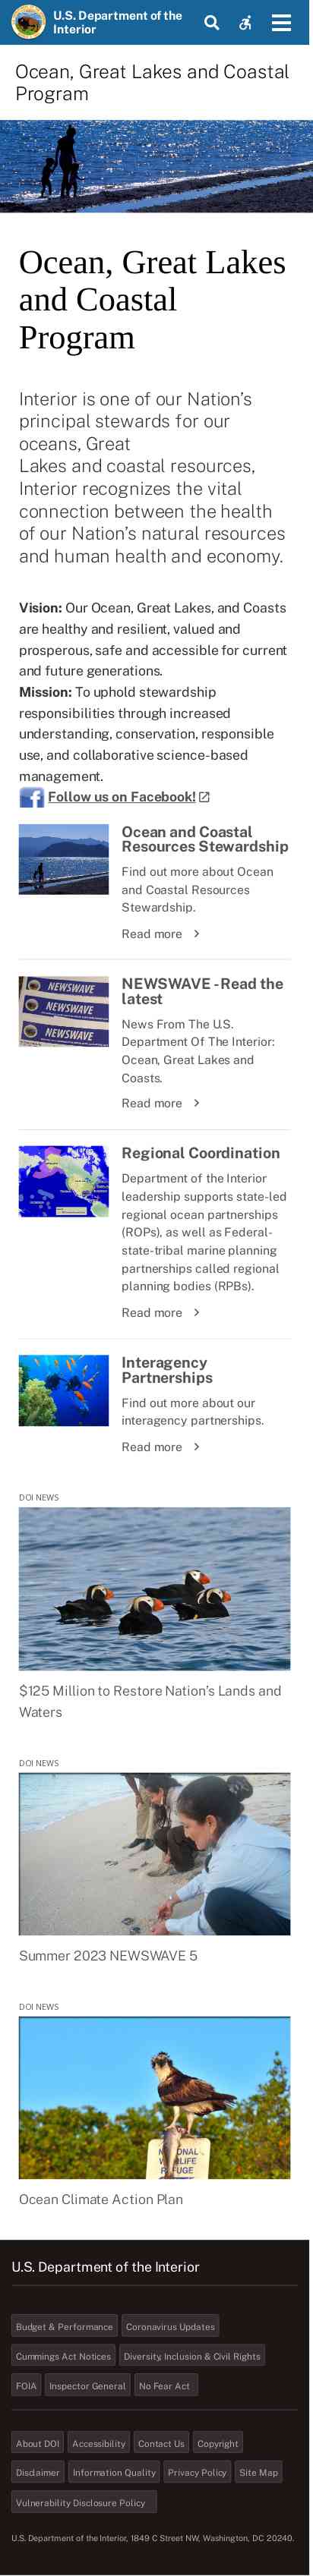 U.S. Department of the
Interior
Ocean, Great Lakes and Coastal
Program
Ocean, Great Lakes
and Coastal
Program
Interior is one of our Nation’s
principal stewards for our
oceans, Great
Lakes and coastal resources,
Interior recognizes the vital
connection between the health
of our Nation’s natural resources
and human health and economy.
Vision: Our Ocean, Great Lakes, and Coasts
are healthy and resilient, valued and
prosperous, safe and accessible for current
and future generations.
Mission: To uphold stewardship
responsibilities through increased
understanding, conservation, responsible
use, and collaborative science-based
management.
Follow us on Facebook!
Ocean and Coastal
Resources Stewardship
Find out more about Ocean
and Coastal Resources
Stewardship.
Read more
NEWSWAVE
NEWSWAVE
NEWSWAVE
NEWSWAVE - Read the
latest
News From The U.S.
Department Of The Interior:
Ocean, Great Lakes and
Coasts.
Read more
Regional Coordination
Department of the Interior
leadership supports state-led
regional ocean partnerships
(ROPs), as well as Federal-
state-tribal marine planning
partnerships called regional
planning bodies (RPBs).
Read more
Interagency
Partnerships
Find out more about our
interagency partnerships.
Read more
DOI NEWS
$125 Million to Restore Nation’s Lands and
Waters
DOI NEWS
Summer 2023 NEWSWAVE 5
DOI NEWS
NATIONAL
WILDLIFE
REFUGE
Ocean Climate Action Plan
U.S. Department of the Interior
Budget & Performance Coronavirus Updates
Cummings Act Notices Diversity, Inclusion & Civil Rights
FOIA Inspector General No Fear Act
About DOI Accessibility Contact Us Copyright
Disclaimer Information Quality Privacy Policy Site Map
Vulnerability Disclosure Policy
U.S. Department of the Interior, 1849 C Street NW, Washington, DC 20240.